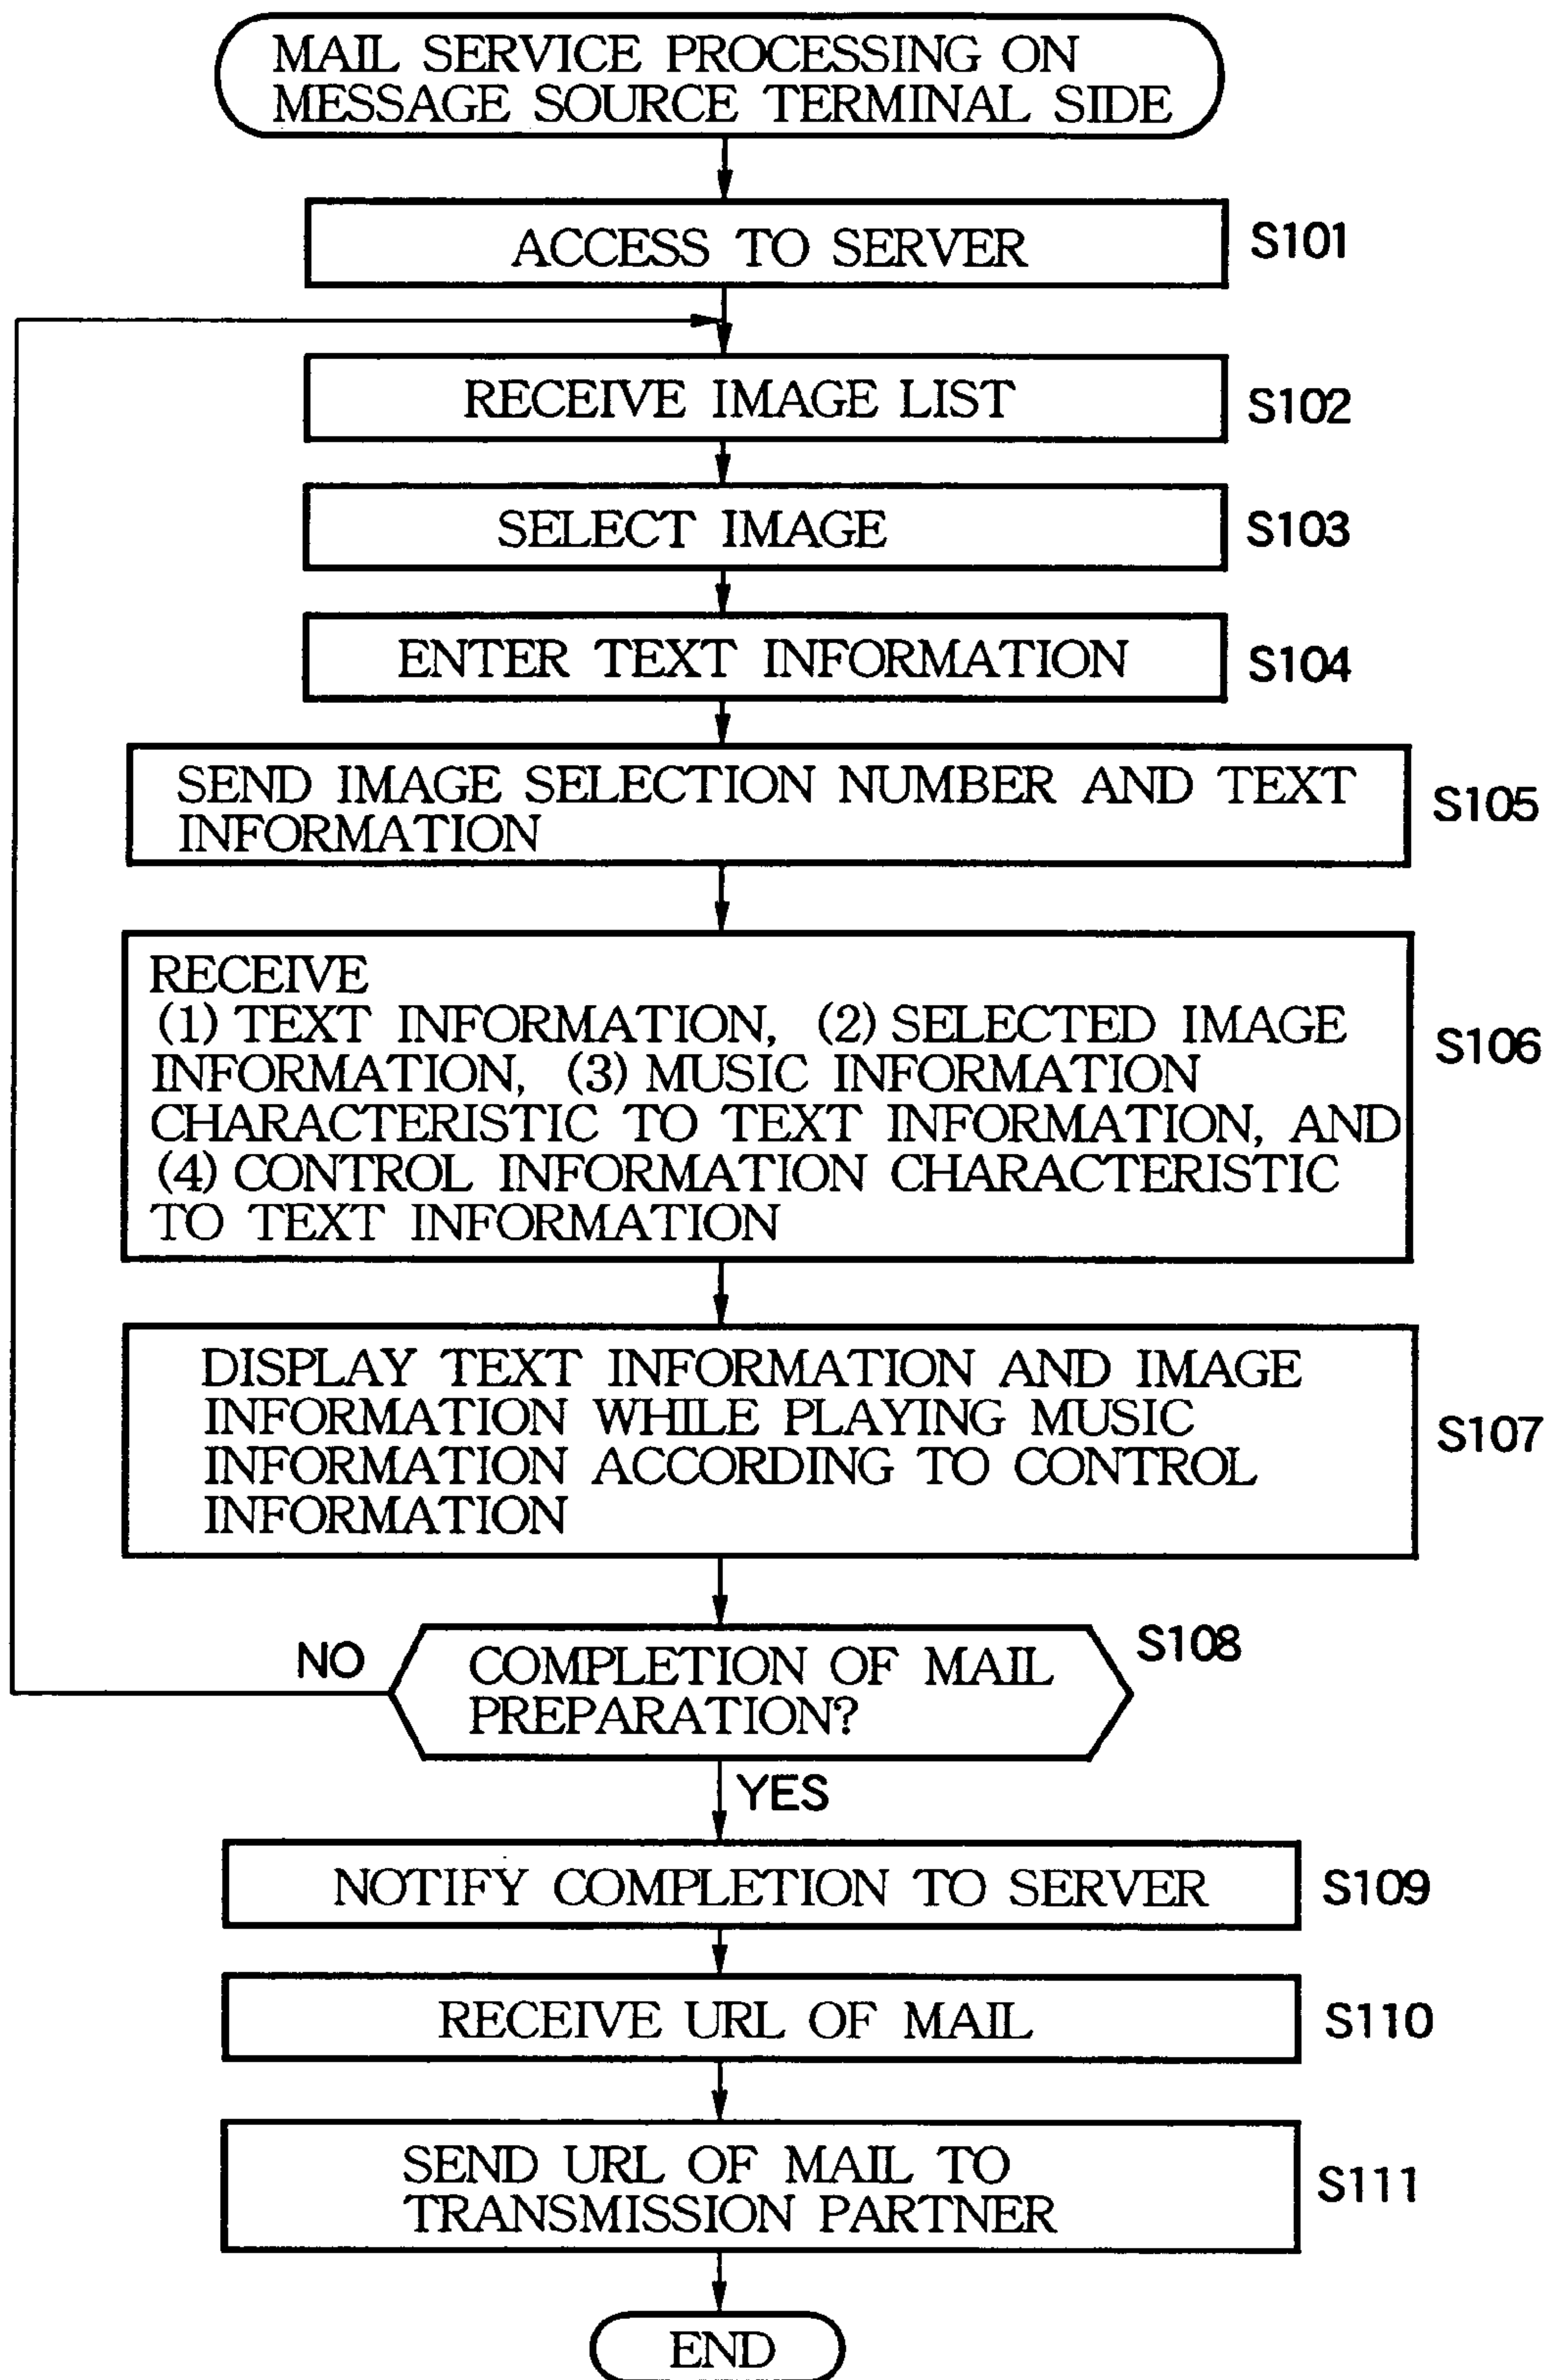 MAIL SERVICE PROCESSING ON
MESSAGE SOURCE TERMINAL SIDE
ACCESS TO SERVER
S101
RECEIVE IMAGE LIST
S102
SELECT IMAGE
S103
ENTER TEXT INFORMATION
S104
SEND IMAGE SELECTION NUMBER AND TEXT
INFORMATION
S105
RECEIVE
(1) TEXT INFORMATION, (2) SELECTED IMAGE
INFORMATION, (3) MUSIC INFORMATION
CHARACTERISTIC TO TEXT INFORMATION, AND
(4) CONTROL INFORMATION CHARACTERISTIC
TO TEXT INFORMATION
S106
DISPLAY TEXT INFORMATION AND IMAGE
INFORMATION WHILE PLAYING MUSIC
INFORMATION ACCORDING TO CONTROL
INFORMATION
S107
NO
COMPLETION OF MAIL
PREPARATION?
S108
YES
NOTIFY COMPLETION TO SERVER
S109
RECEIVE URL OF MAIL
S110
SEND URL OF MAIL TO
TRANSMISSION PARTNER
S111
END